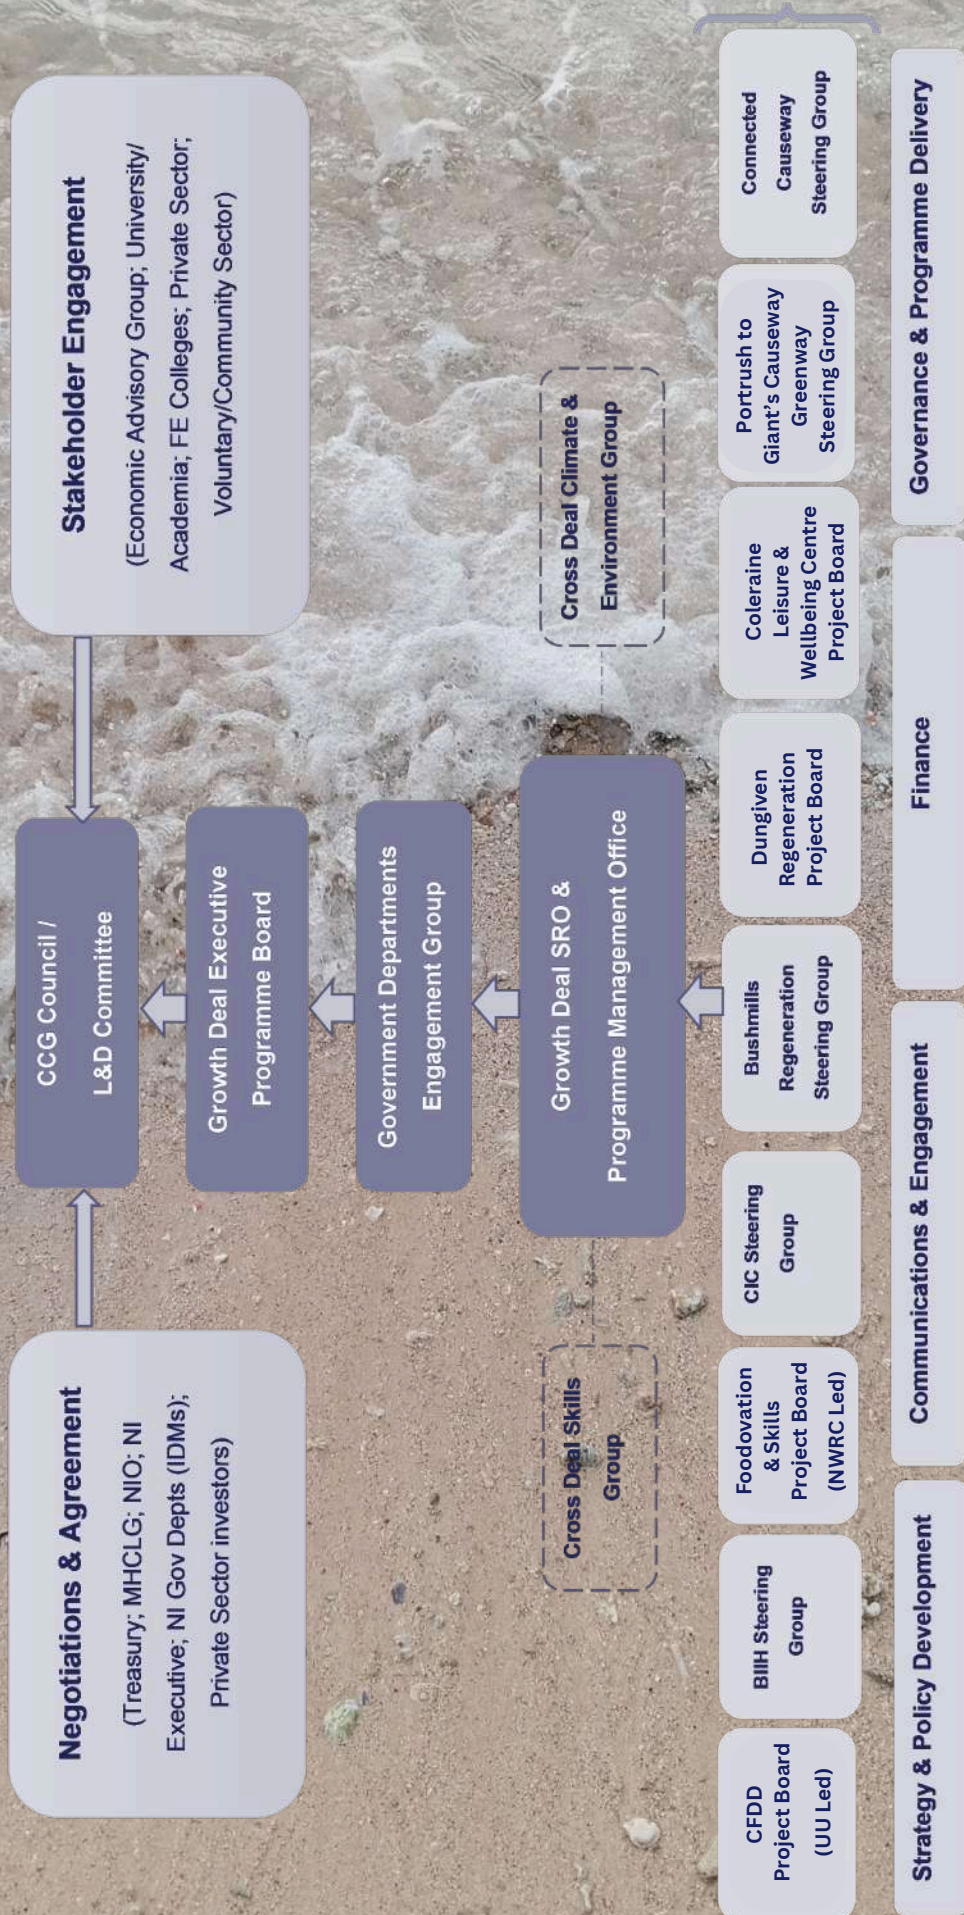 Negotiations & Agreement
(Treasury; MHCLG; NIO; NI
Executive; NI Gov Depts (IDMs);
Private Sector investors)
CCG Council /
L&D Committee
Stakeholder Engagement
(Economic Advisory Group; University/
Academia; FE Colleges; Private Sector;
Voluntary/Community Sector)
Growth Deal Executive
Programme Board
Government Departments
Engagement Group
Cross Deal Skills
Group
Growth Deal SRO &
Programme Management Office
Cross Deal Climate &
Environment Group
CFDD
Project Board
(UU Led)
BIIH Steering
Group
Foodovation
& Skills
Project Board
(NWRC Led)
CIC Steering
Group
Bushmills
Regeneration
Steering Group
Dungiven
Regeneration
Project Board
Coleraine
Leisure &
Wellbeing Centre
Project Board
Portrush to
Giant's Causeway
Greenway
Steering Group
Connected
Causeway
Steering Group
Strategy & Policy Development
Communications & Engagement
Finance
Governance & Programme Delivery